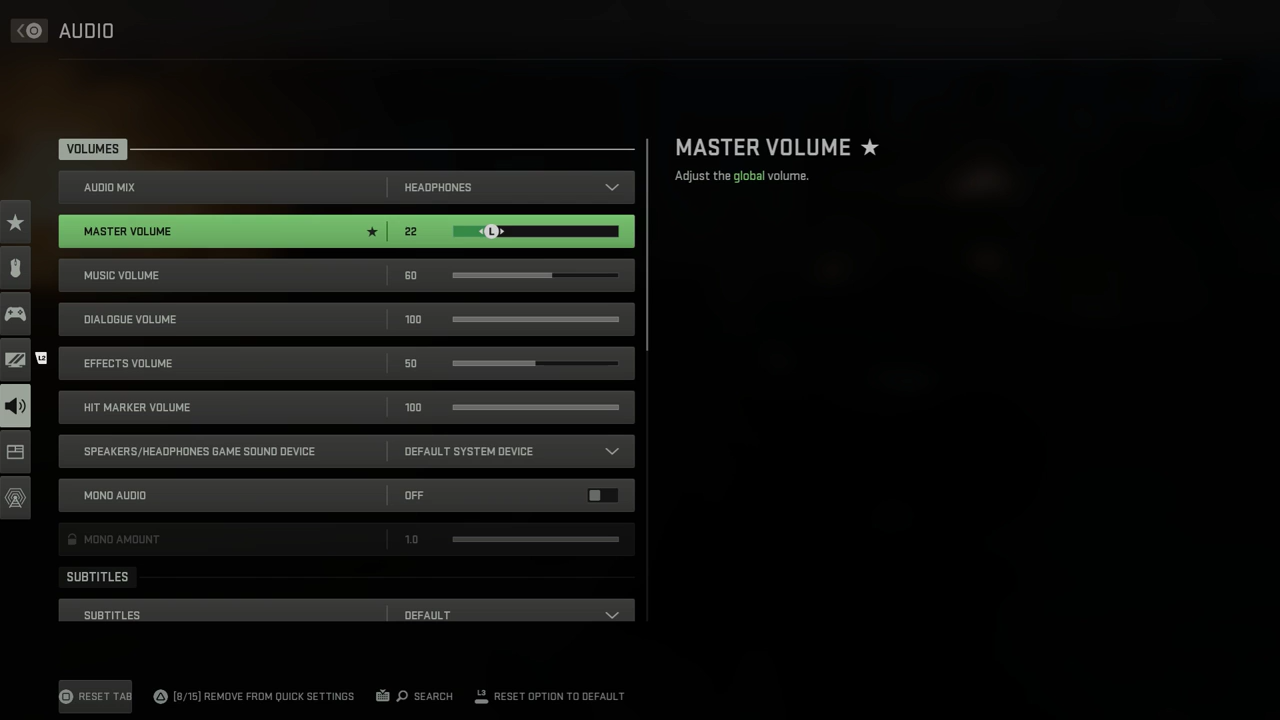 AUDIO
VOLUMES
AUDIO MIX HEADPHONES
MASTER VOLUME 22 L
MUSIC VOLUME 60
DIALOGUE VOLUME 100
EFFECTS VOLUME 50
HIT MARKER VOLUME 100
SPEAKERS/HEADPHONES GAME SOUND DEVICE DEFAULT SYSTEM DEVICE
MONO AUDIO OFF
MONO AMOUNT 1.0
SUBTITLES
SUBTITLES DEFAULT
L2
MASTER VOLUME
Adjust the global volume.
RESET TAB [8/15] REMOVE FROM QUICK SETTINGS SEARCH L3 RESET OPTION TO DEFAULT